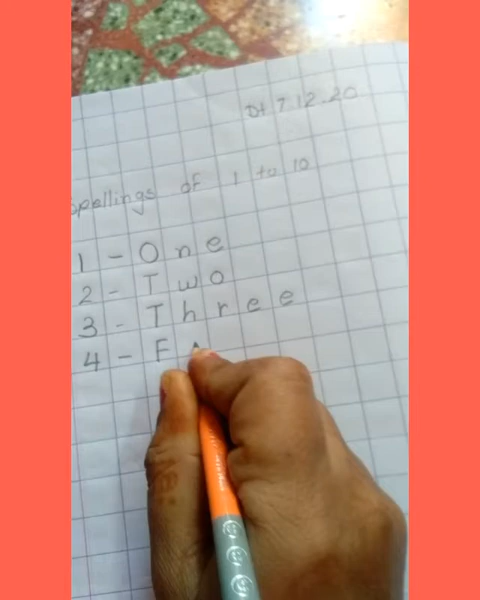 Dt 7.12.20
Spellings of 1 to 10
1 - One
2 - Two
3 - Three
4 - F